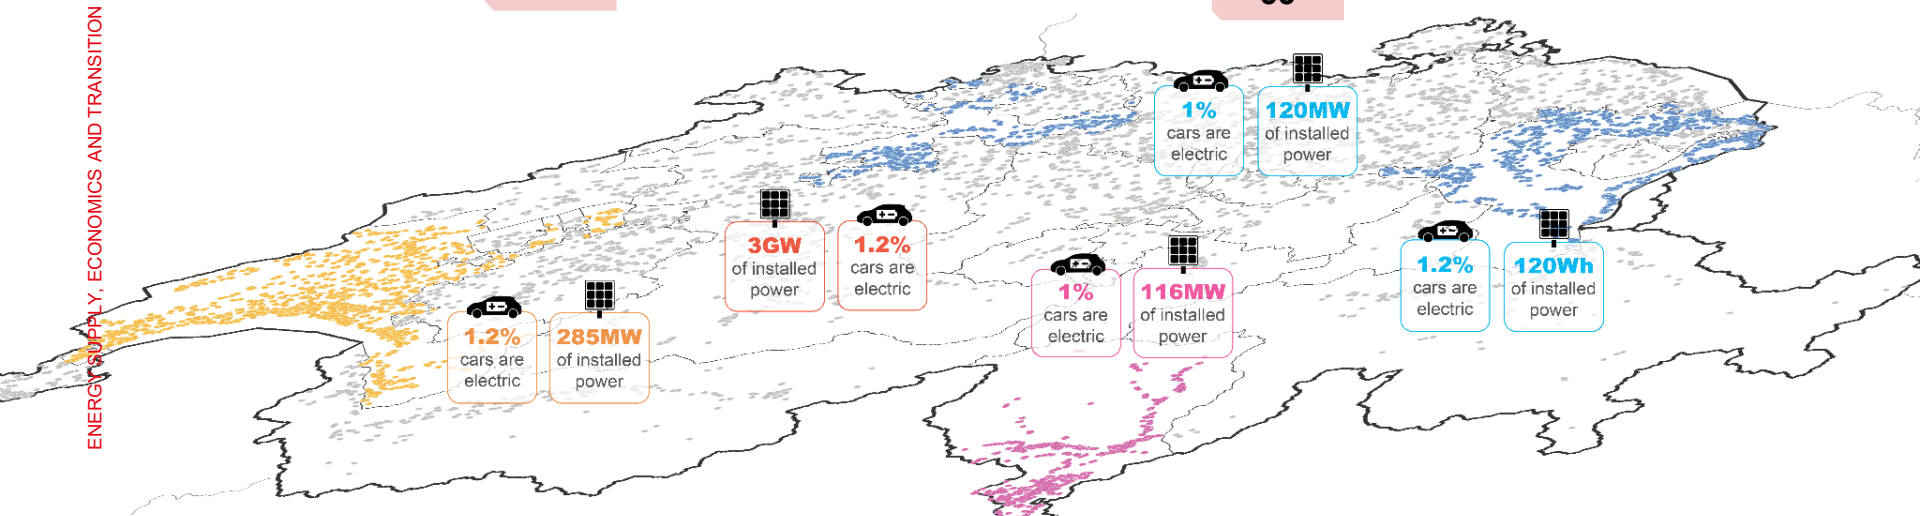 ENERGY SUPPLY, ECONOMICS AND TRANSITION
1%
cars are
electric
120MW
of installed
power
3GW
of installed
power
1.2%
cars are
electric
1.2%
cars are
electric
120Wh
of installed
power
1%
cars are
electric
116MW
of installed
power
1.2%
cars are
electric
285MW
of installed
power